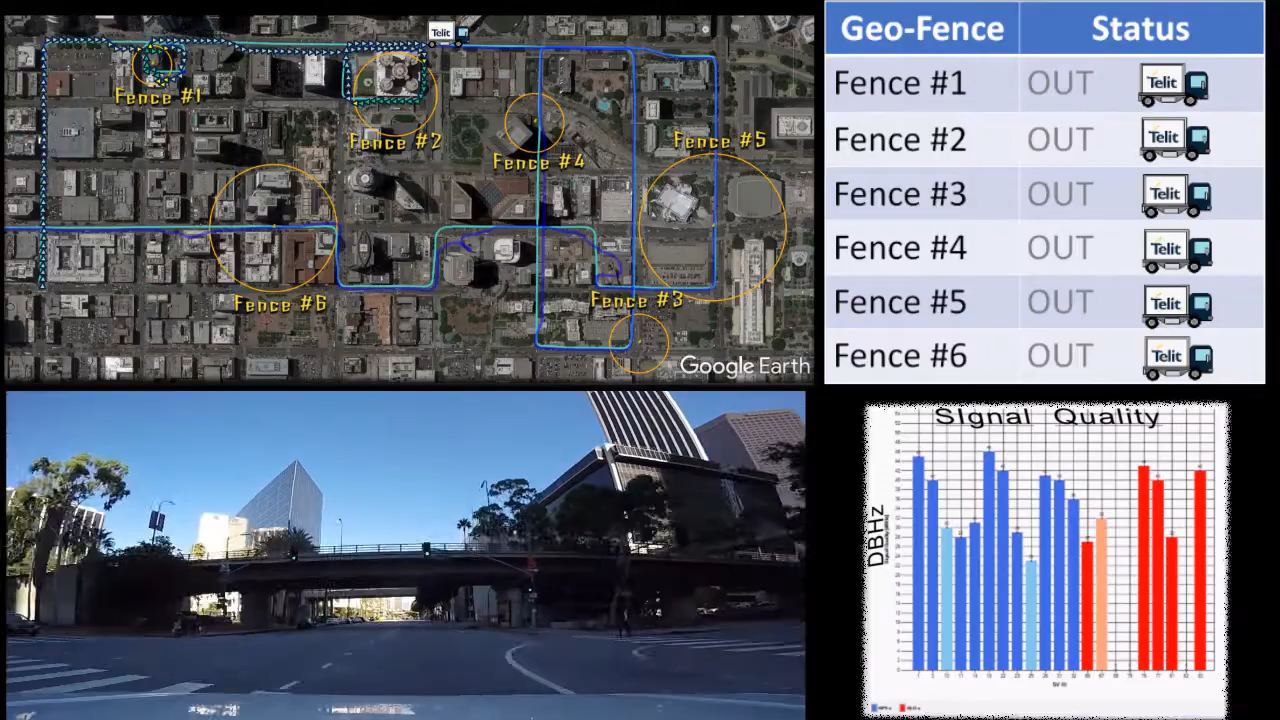 Telit
Fence #1
Fence #2
Fence #4
Fence #5
Fence #6
Fence #3
Google Earth
Geo-Fence Status
Fence #1 OUT Telit
Fence #2 OUT Telit
Fence #3 OUT Telit
Fence #4 OUT Telit
Fence #5 OUT Telit
Fence #6 OUT Telit
SIgnal Quality
DBHz